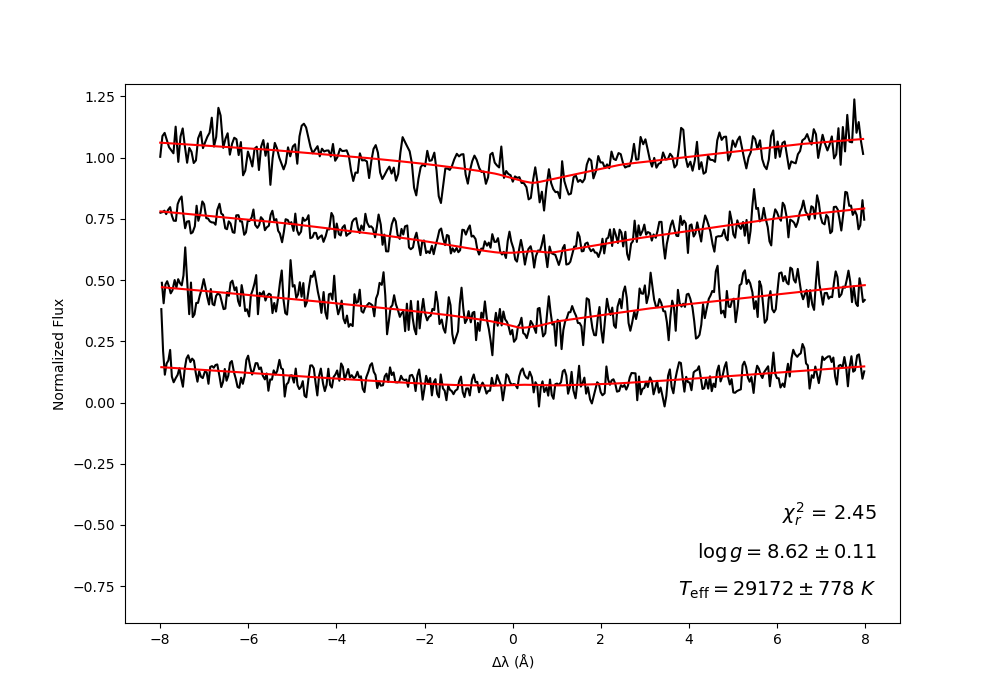 1.25
1.00
0.75
0.50
0.25
0.00
−0.25
−0.50
−0.75
Normalized Flux
χ²ᵣ = 2.45
log g = 8.62 ± 0.11
T_eff = 29172 ± 778 K
−8 −6 −4 −2 0 2 4 6 8
Δλ (Å)